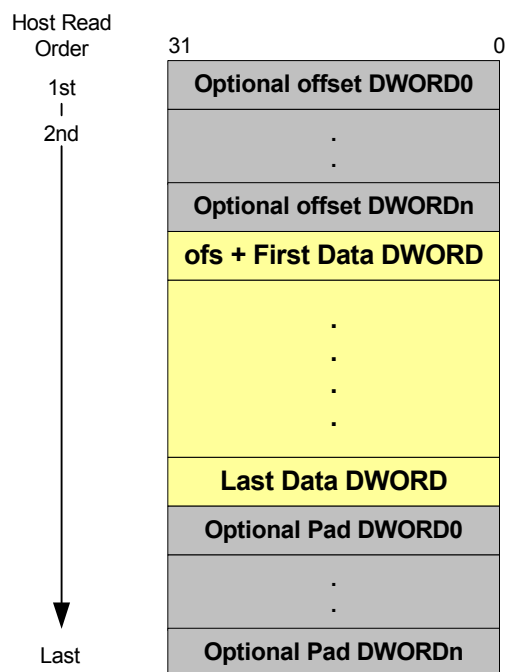 Host Read
Order
31
0
1st
Optional offset DWORD0
2nd
.
.
Optional offset DWORDn
ofs + First Data DWORD
.
.
.
.
Last Data DWORD
Optional Pad DWORD0
.
.
Last
Optional Pad DWORDn